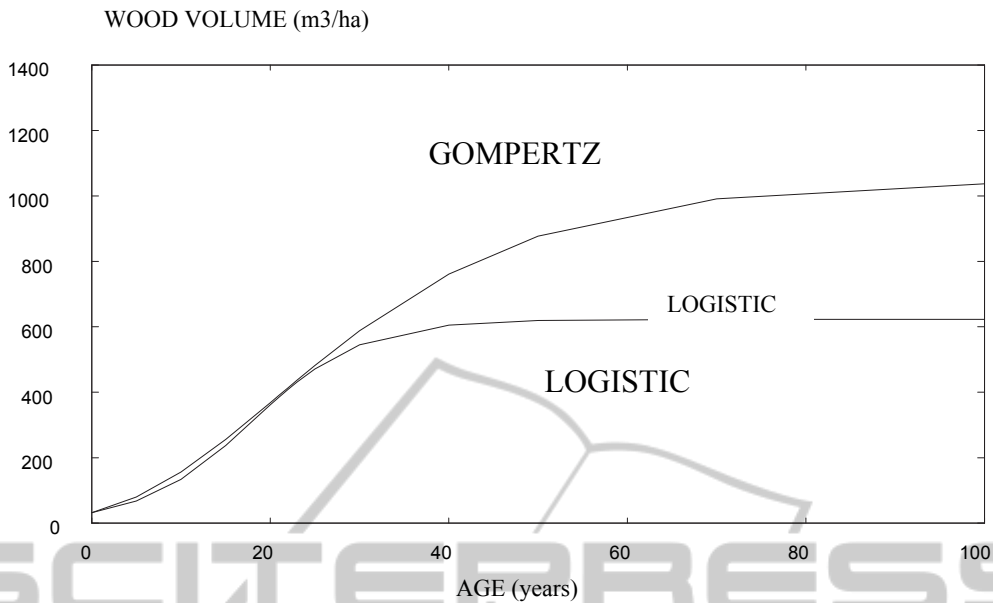 WOOD VOLUME (m3/ha)
1400
1200
GOMPERTZ
1000
800
LOGISTIC
600
LOGISTIC
400
200
0
0 20 40 60 80 100
SCITEPRESS
AGE (years)